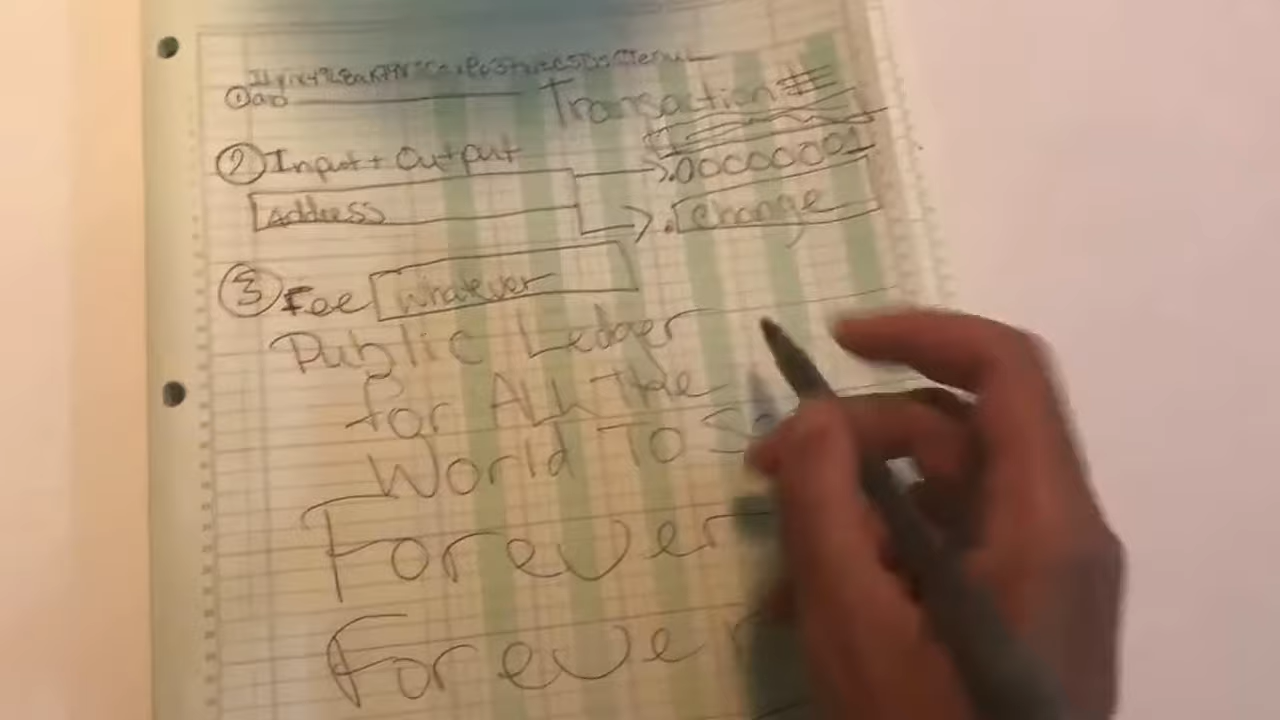 ①
Transaction
② Input + Output
.00000001
Address
.change
③ Fee whatever
Public Ledger
for All The
World To
Forever
Forever